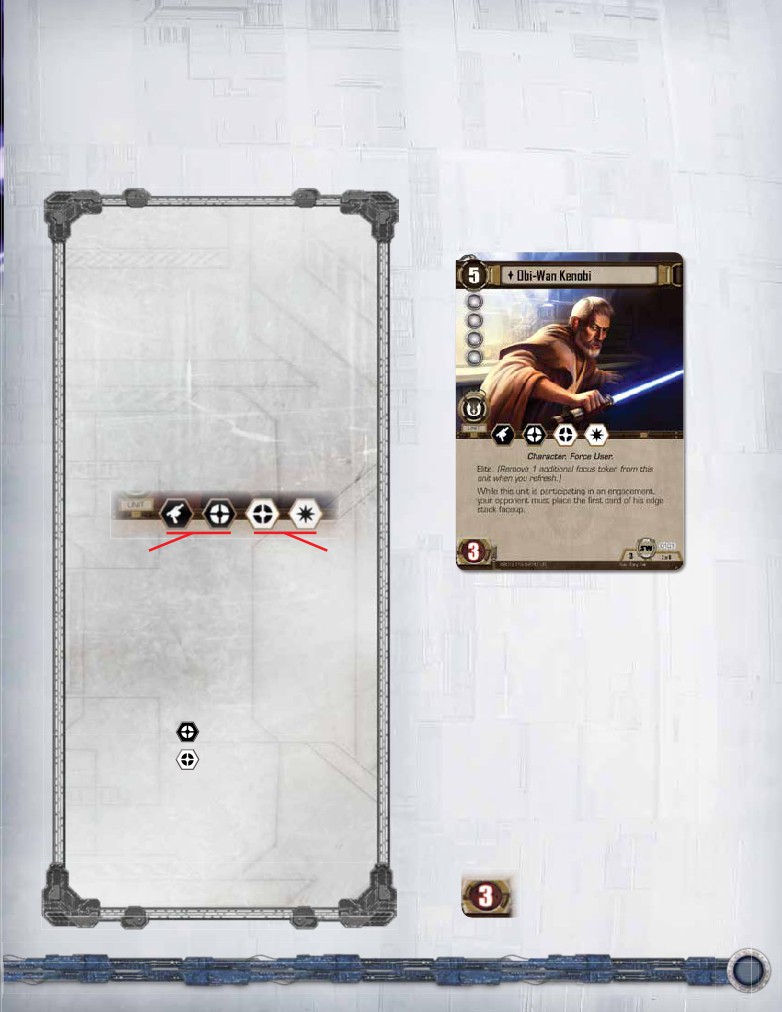 5
Obi-Wan Kenobi
UNIT
Character. Force User.
Elite. (Remove 1 additional focus token from this
unit when you refresh.)
While this unit is participating in an engagement,
your opponent must place the first card of his edge
stack faceup.
3
SW
3